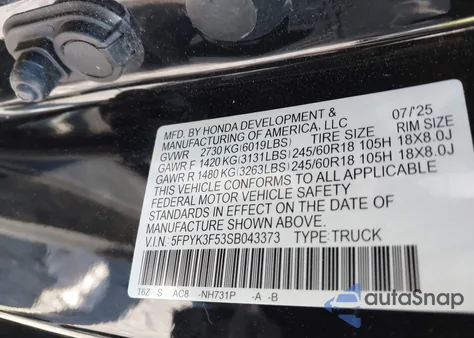 MFD. BY HONDA DEVELOPMENT & 07/'25
MANUFACTURING OF AMERICA, LLC
GVWR 2730 KG (6019LBS) TIRE SIZE RIM SIZE
GAWR F 1420 KG (3131LBS) 245/60R18 105H 18X8.0J
GAWR R 1480 KG (3263LBS) 245/60R18 105H 18X8.0J
THIS VEHICLE CONFORMS TO ALL APPLICABLE
FEDERAL MOTOR VEHICLE SAFETY
STANDARDS IN EFFECT ON THE DATE OF
MANUFACTURE SHOWN ABOVE.
V.I.N. 5FPYK3F53SB043373 TYPE:TRUCK
T6Z S AC8 -NH731P -A -B
autaSnap